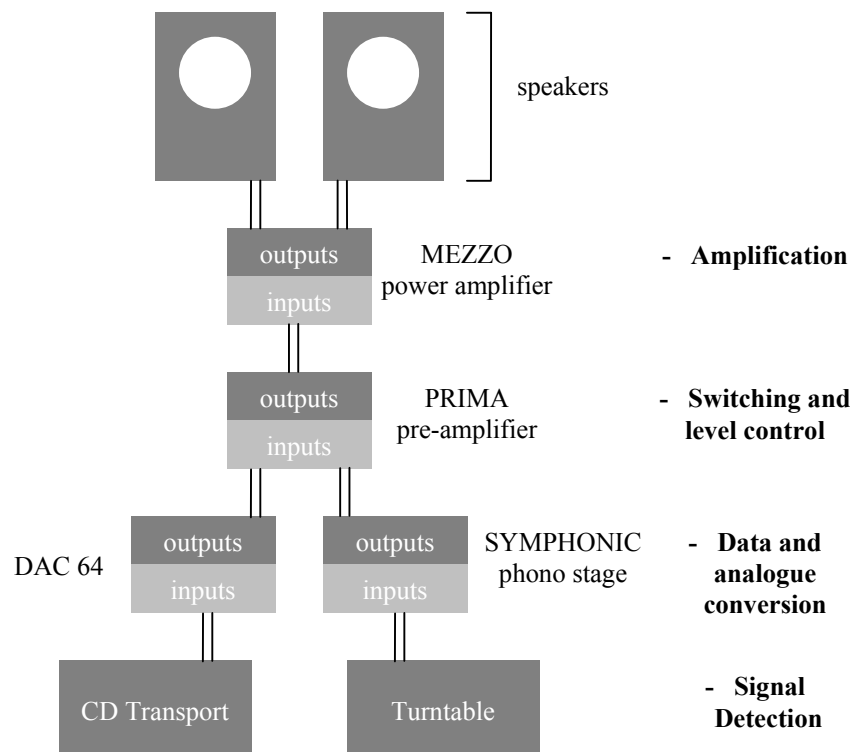 speakers
outputs
inputs
MEZZO
power amplifier
- Amplification
outputs
inputs
PRIMA
pre-amplifier
- Switching and
level control
DAC 64
outputs
inputs
outputs
inputs
SYMPHONIC
phono stage
- Data and
analogue
conversion
CD Transport
Turntable
- Signal
Detection